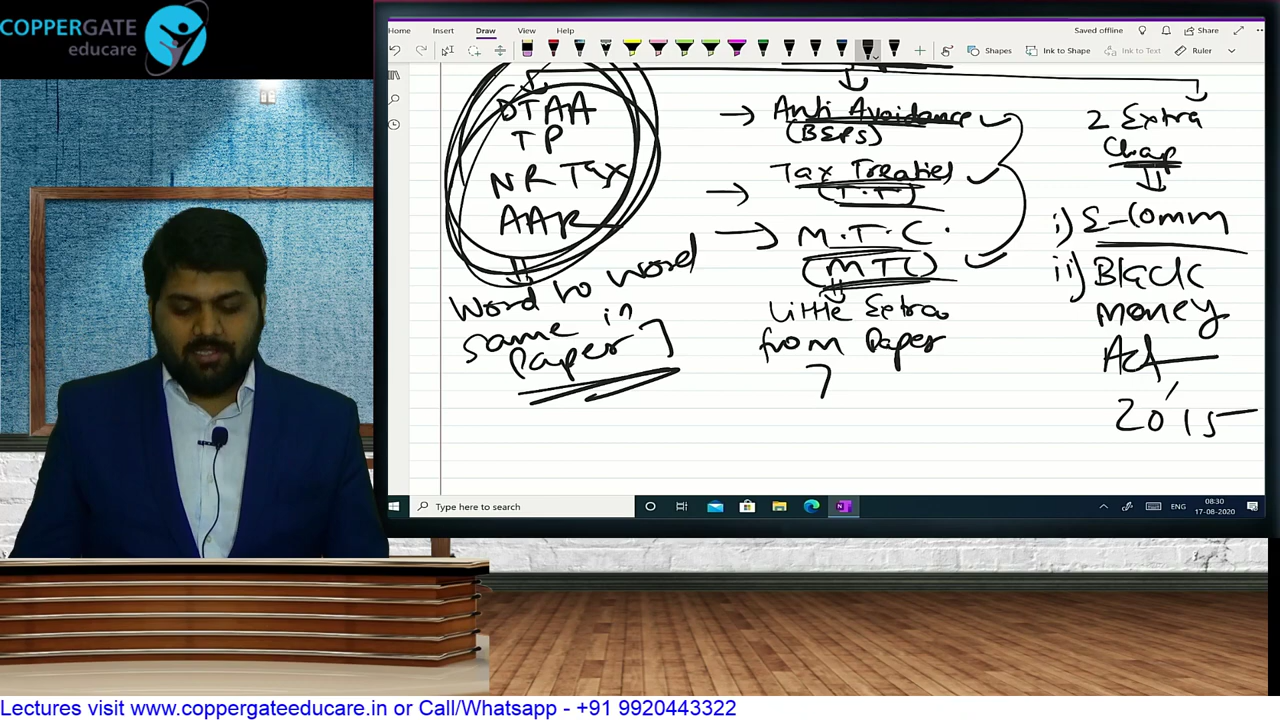 COPPERGATE
educare
Home Insert Draw View Help
Saved offline
Share
Shapes
Ink to Shape
Ink to Text
Ruler
DTAA
TP
NR Tax
AAR
Word to word
same in
Paper]
→ Anti Avoidance
(BEPS)
→ Tax Treaties
(T.T)
→ M.T.C.
(MTC)
Little Extra
from Paper
7
2 Extra
Chap
i) E-Comm
ii) Black
money
Act
2015
Type here to search
ENG
08:30
17-08-2020
Lectures visit www.coppergateeducare.in or Call/Whatsapp - +91 9920443322